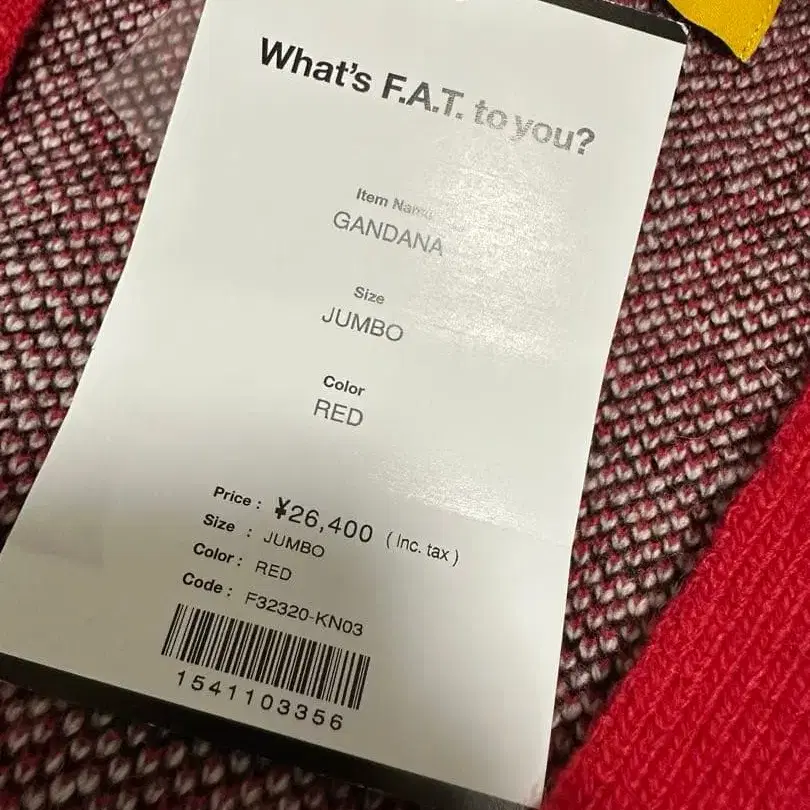 What's F.A.T. to you?
Item Name
GANDANA
Size
JUMBO
Color
RED
Price : ¥26,400 ( Inc. tax )
Size : JUMBO
Color : RED
Code : F32320-KN03
1541103356